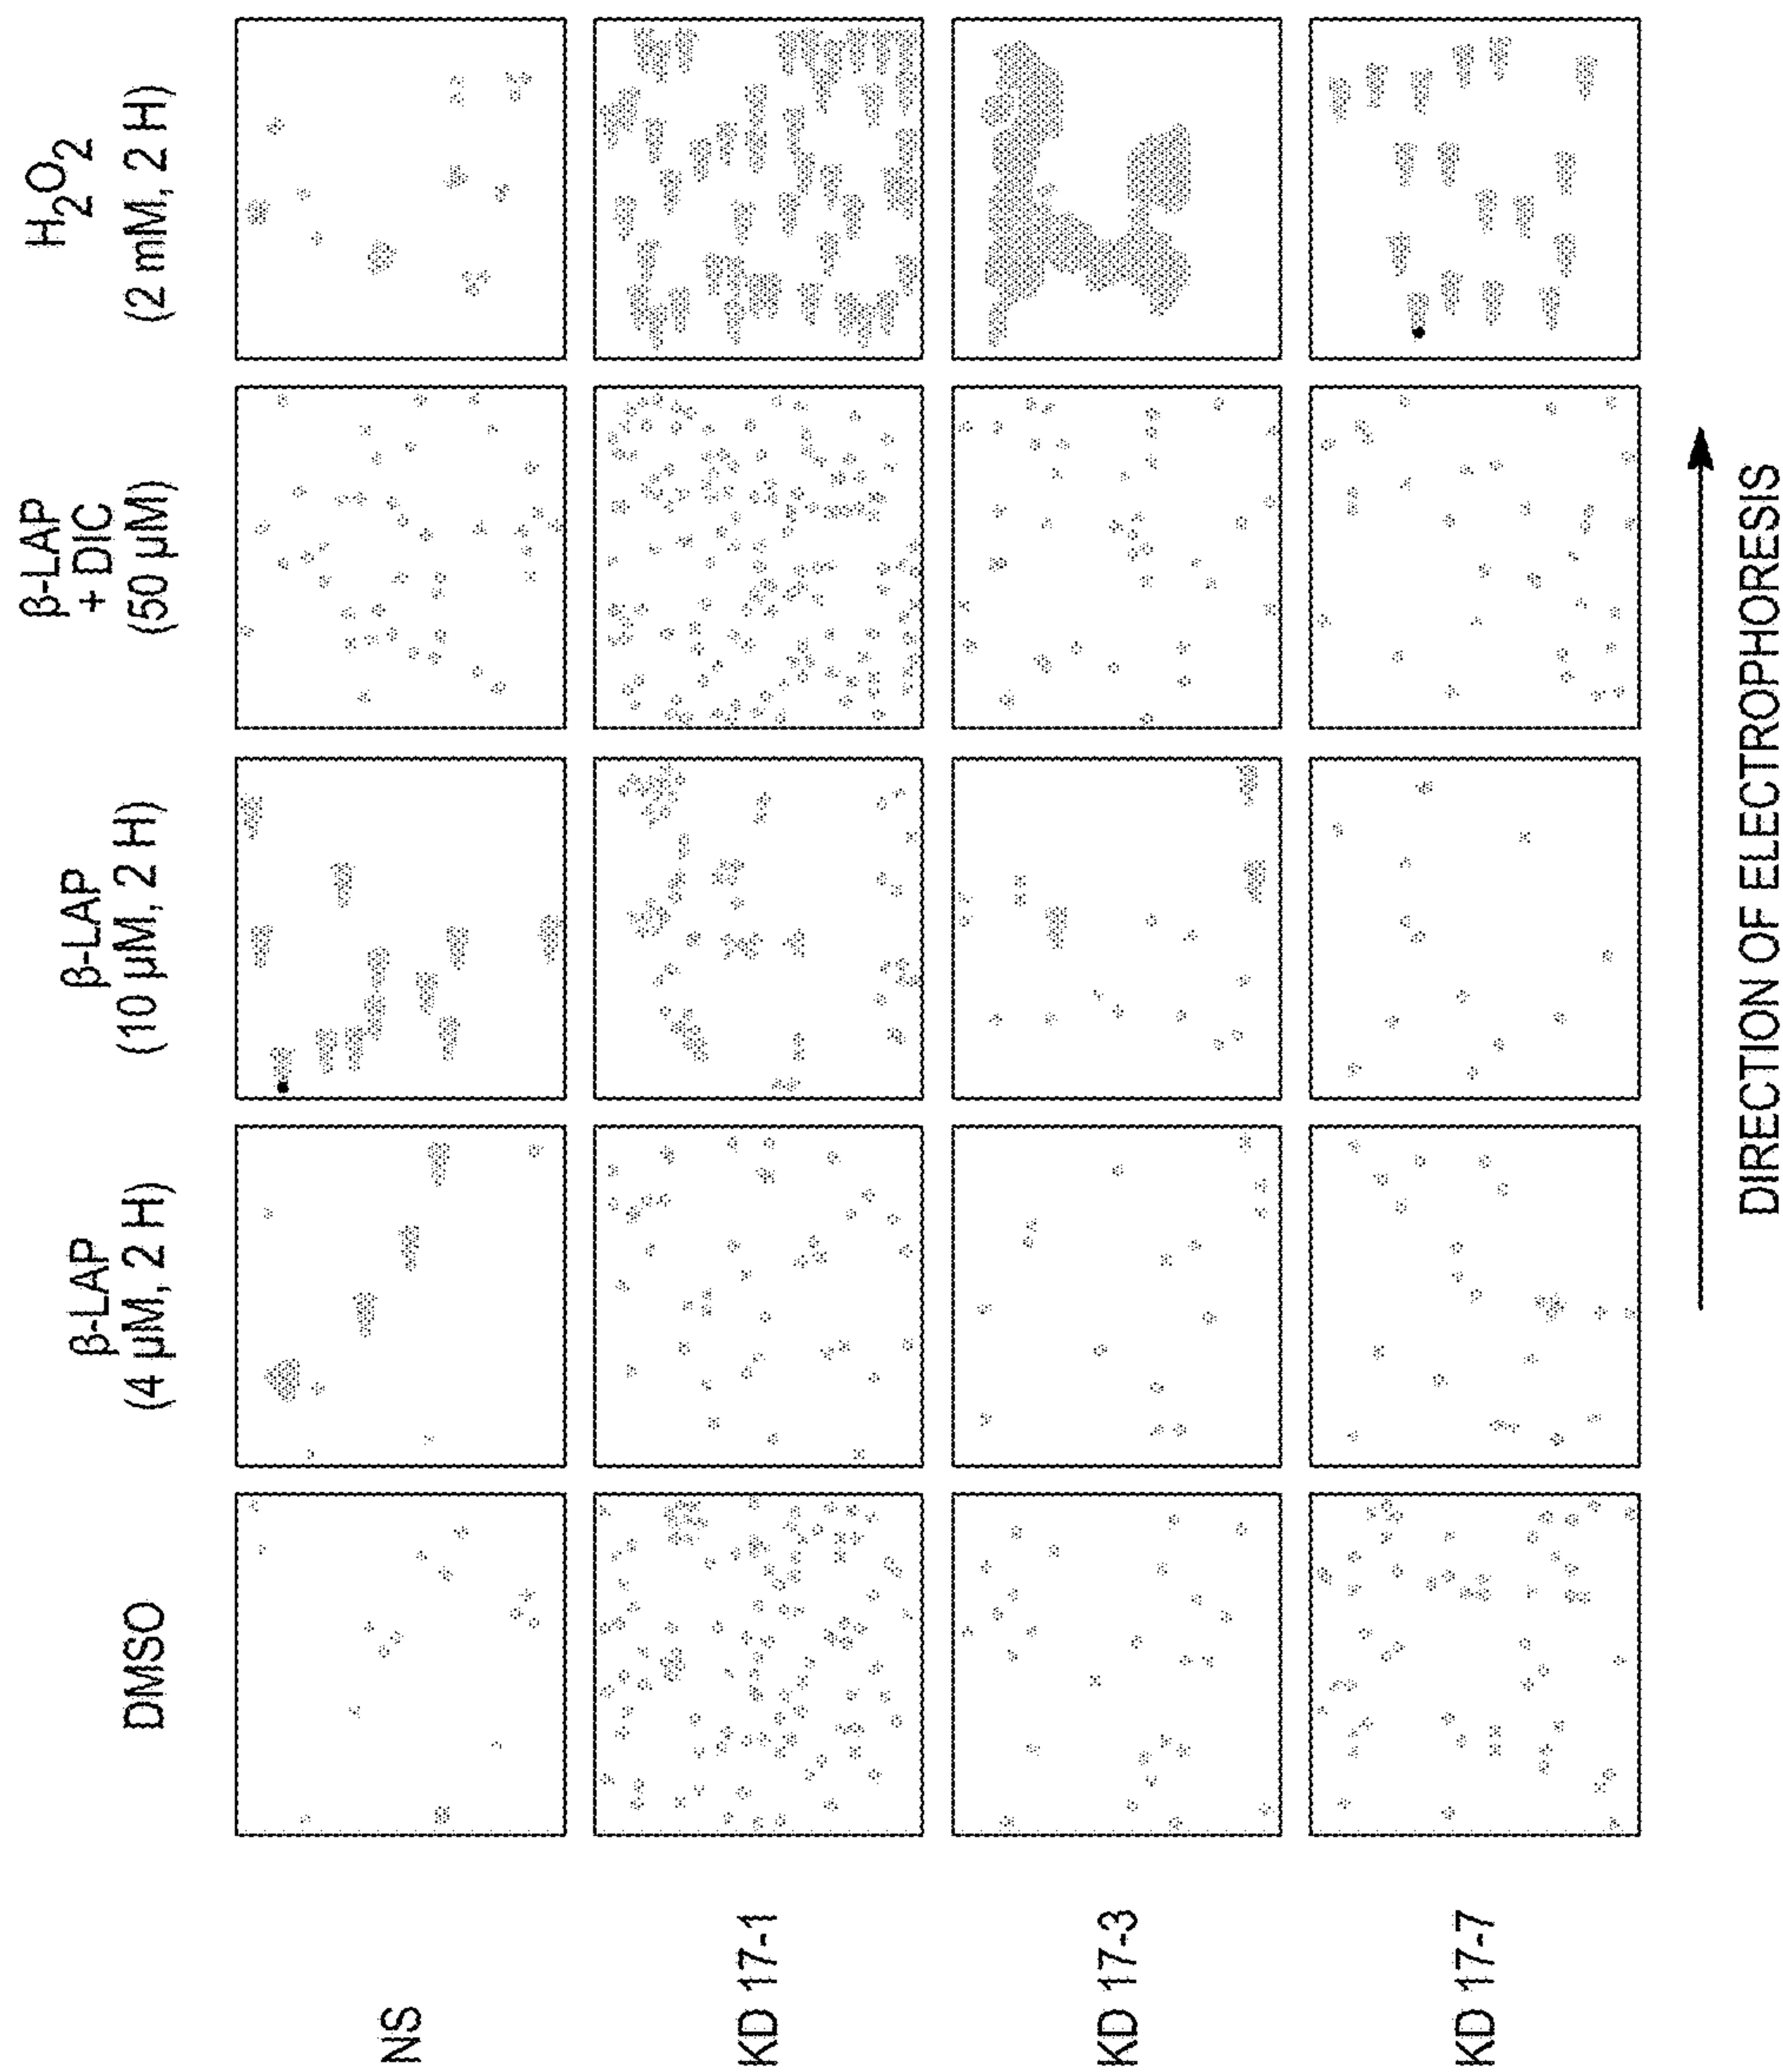 DMSO
β-LAP
(4 µM, 2 H)
β-LAP
(10 µM, 2 H)
β-LAP
+ DIC
(50 µM)
H2O2
(2 mM, 2 H)
NS
KD 17-1
KD 17-3
KD 17-7
DIRECTION OF ELECTROPHORESIS